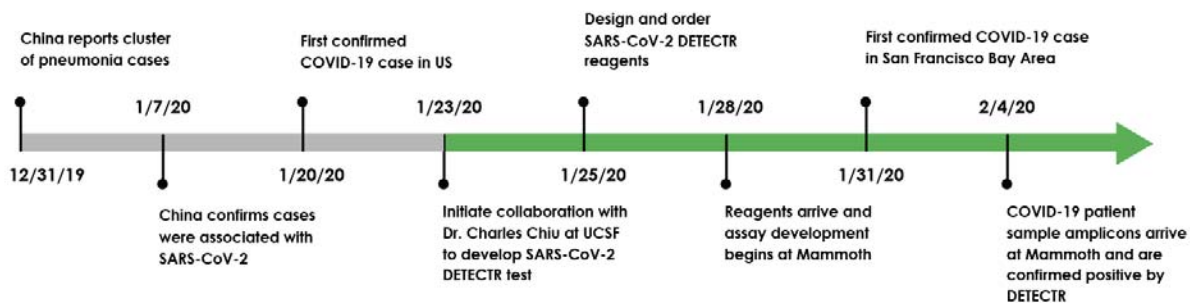 China reports cluster
of pneumonia cases
First confirmed
COVID-19 case in US
Design and order
SARS-CoV-2 DETECTR
reagents
First confirmed COVID-19 case
in San Francisco Bay Area
1/7/20
1/23/20
1/28/20
2/4/20
12/31/19
1/20/20
1/25/20
1/31/20
China confirms cases
were associated with
SARS-CoV-2
Initiate collaboration with
Dr. Charles Chiu at UCSF
to develop SARS-CoV-2
DETECTR test
Reagents arrive and
assay development
begins at Mammoth
COVID-19 patient
sample amplicons arrive
at Mammoth and are
confirmed positive by
DETECTR